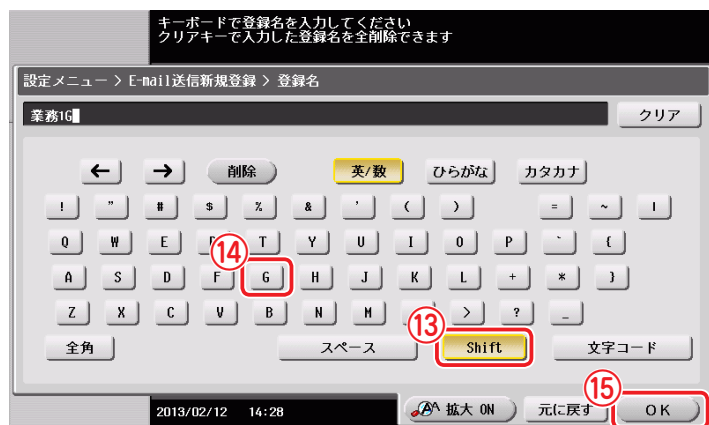 キーボードで登録名を入力してください
クリアキーで入力した登録名を全削除できます
設定メニュー > E-mail送信新規登録 > 登録名
業務1G クリア
← → 削除 英/数 ひらがな カタカナ
! " # $ % & ' ( ) = ~ |
Q W E T Y U I O P ` {
⑭
A S D F G H J K L + * }
Z X C V B N M > ? _
⑬
全角 スペース Shift 文字コード
⑮
2013/02/12 14:28 拡大 ON 元に戻す OK